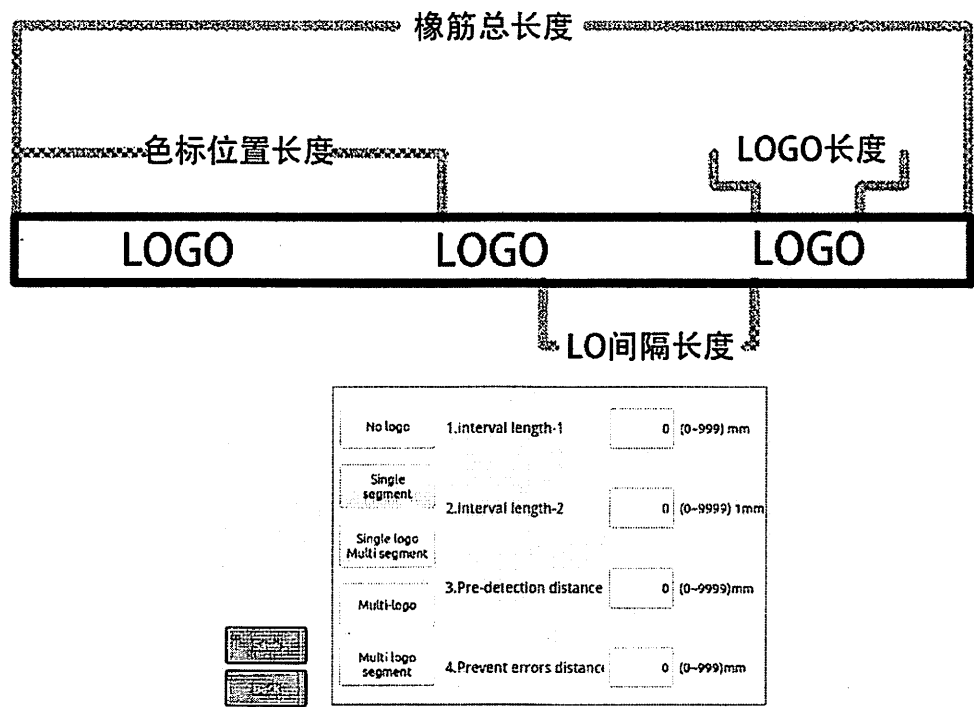 橡筋总长度
色标位置长度
LOGO长度
LOGO LOGO LOGO
LO间隔长度
No logo
1.Interval length-1
0 (0~999) mm
Single
segment
2.Interval length-2
0 (0~9999) 1mm
Single logo
Multi segment
3.Pre-detection distance
0 (0~9999)mm
Multi-logo
Multi logo
segment
4.Prevent errors distanc
0 (0~999)mm